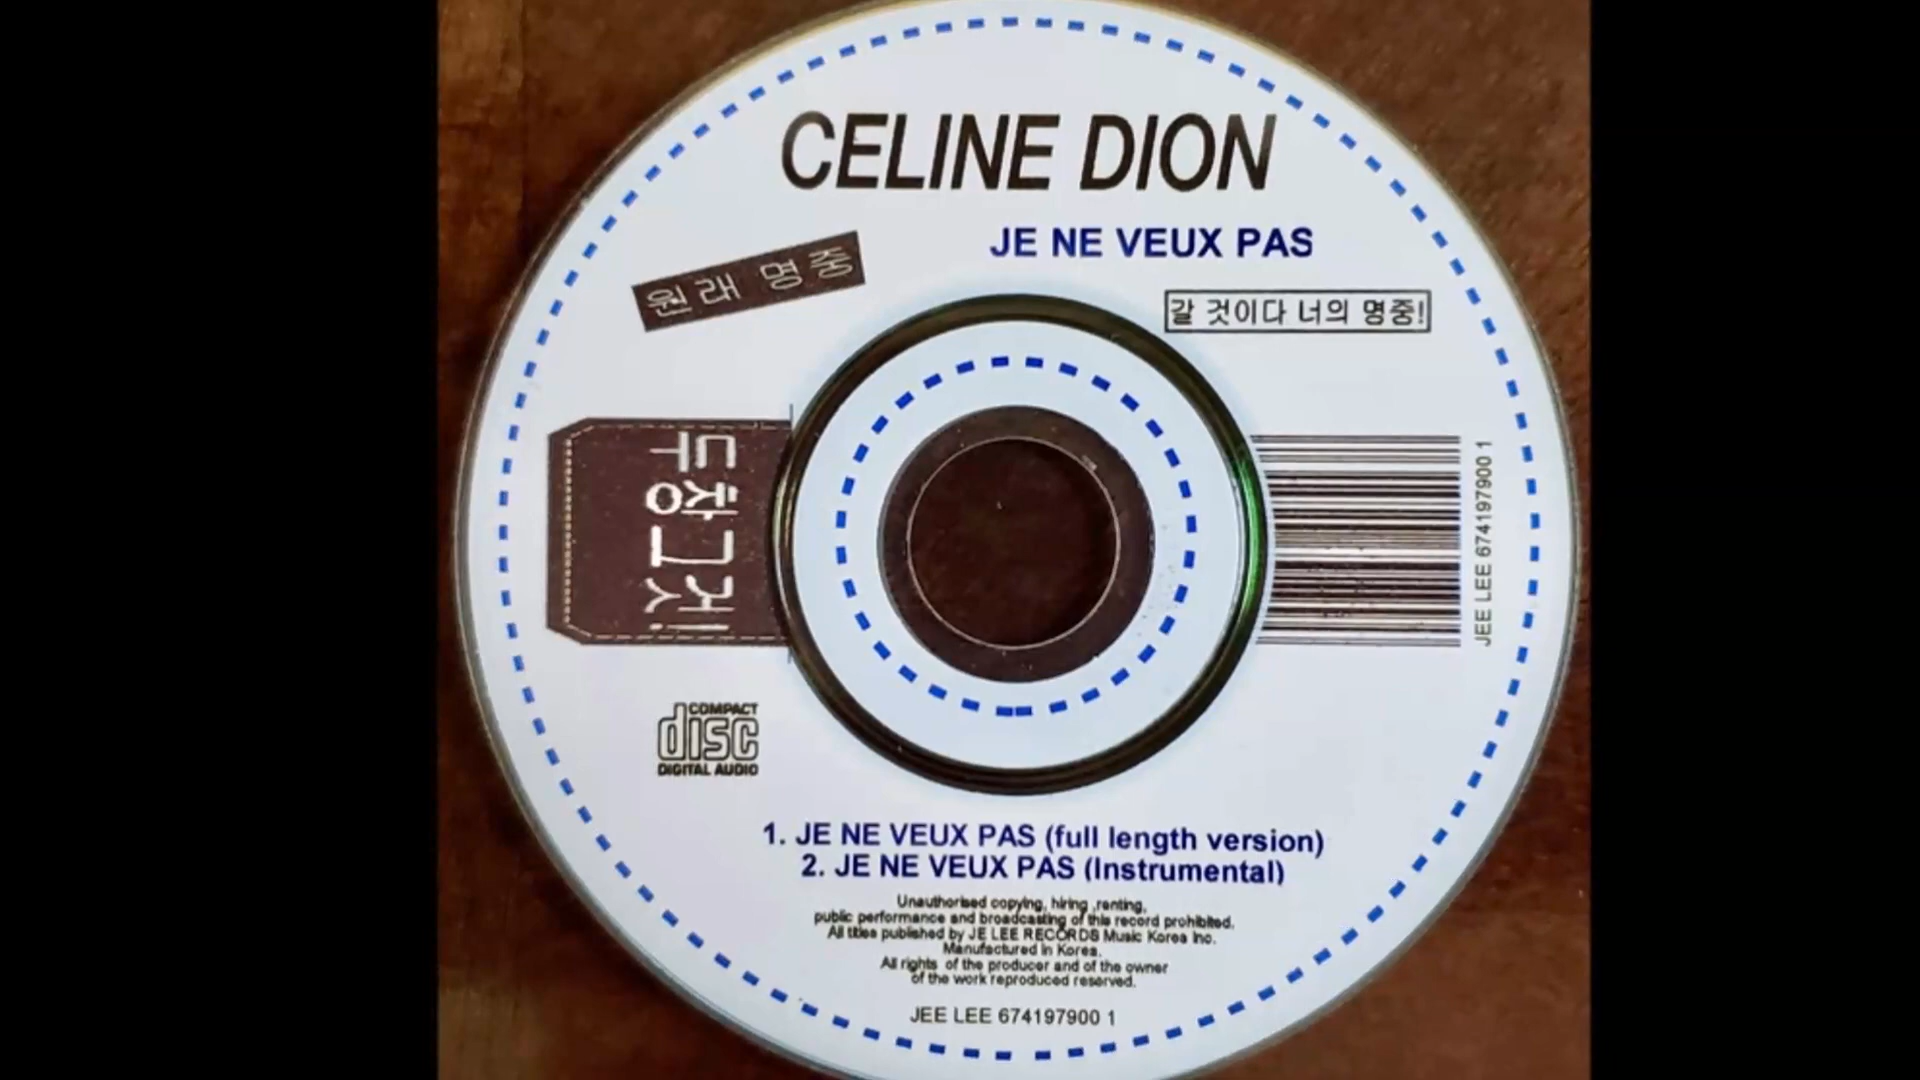 CELINE DION
JE NE VEUX PAS
원래 명중
갈 것이다 너의 명중!
두창그것!
JEE LEE 674197900 1
COMPACT
disc
DIGITAL AUDIO
1. JE NE VEUX PAS (full length version)
2. JE NE VEUX PAS (Instrumental)
Unauthorised copying, hiring ,renting,
public performance and broadcasting of this record prohibited.
All titles published by JE LEE RECORDS Music Korea Inc.
Manufactured in Korea.
All rights of the producer and of the owner
of the work reproduced reserved.
JEE LEE 674197900 1